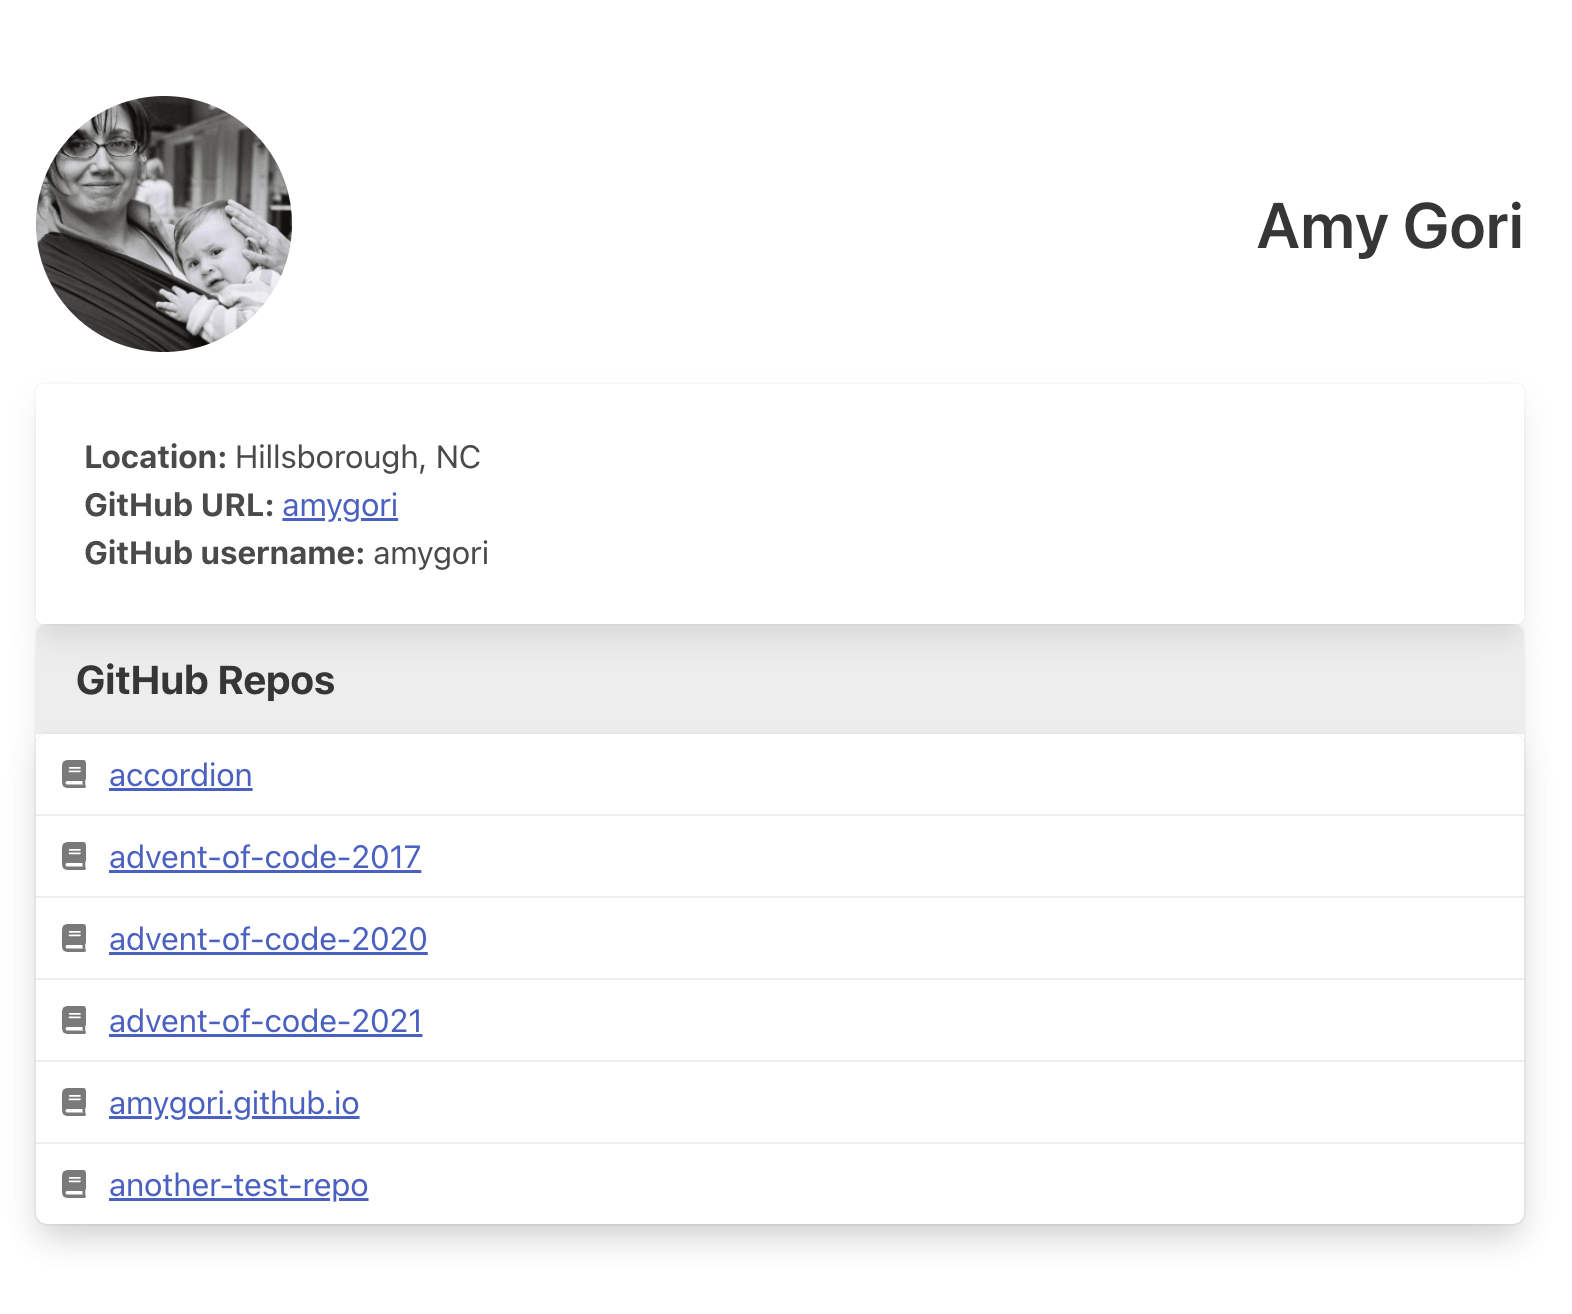 Amy Gori
Location: Hillsborough, NC
GitHub URL: amygori
GitHub username: amygori
GitHub Repos
accordion
advent-of-code-2017
advent-of-code-2020
advent-of-code-2021
amygori.github.io
another-test-repo